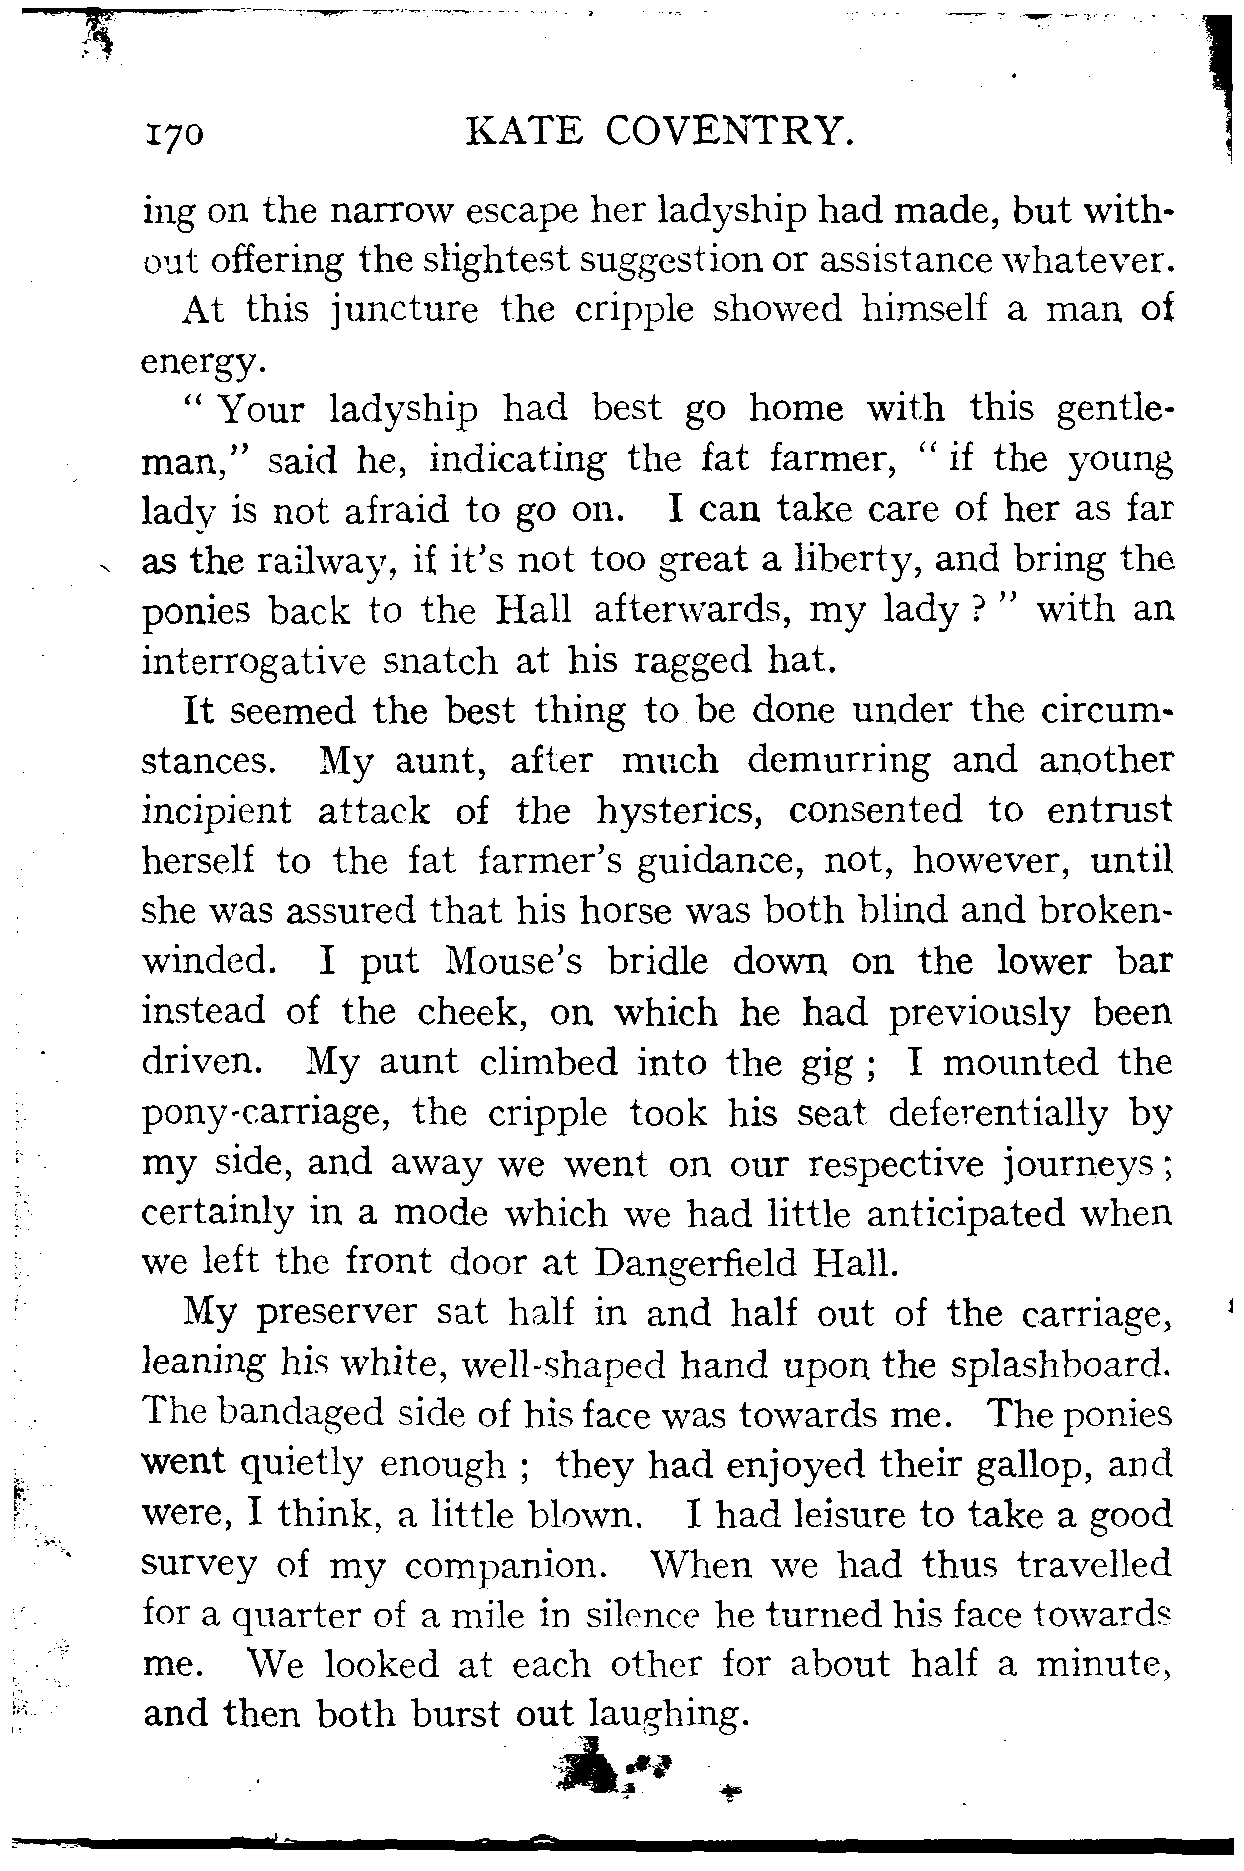 170 KATE COVENTRY.
ing on the narrow escape her ladyship had made, but with-
out offering the slightest suggestion or assistance whatever.
At this juncture the cripple showed himself a man of
energy.
“ Your ladyship had best go home with this gentle-
man,” said he, indicating the fat farmer, “ if the young
lady is not afraid to go on. I can take care of her as far
as the railway, if it’s not too great a liberty, and bring the
ponies back to the Hall afterwards, my lady ? ” with an
interrogative snatch at his ragged hat.
It seemed the best thing to be done under the circum-
stances. My aunt, after much demurring and another
incipient attack of the hysterics, consented to entrust
herself to the fat farmer’s guidance, not, however, until
she was assured that his horse was both blind and broken-
winded. I put Mouse’s bridle down on the lower bar
instead of the cheek, on which he had previously been
driven. My aunt climbed into the gig ; I mounted the
pony-carriage, the cripple took his seat deferentially by
my side, and away we went on our respective journeys ;
certainly in a mode which we had little anticipated when
we left the front door at Dangerfield Hall.
My preserver sat half in and half out of the carriage,
leaning his white, well-shaped hand upon the splashboard.
The bandaged side of his face was towards me. The ponies
went quietly enough ; they had enjoyed their gallop, and
were, I think, a little blown. I had leisure to take a good
survey of my companion. When we had thus travelled
for a quarter of a mile in silence he turned his face towards
me. We looked at each other for about half a minute,
and then both burst out laughing.